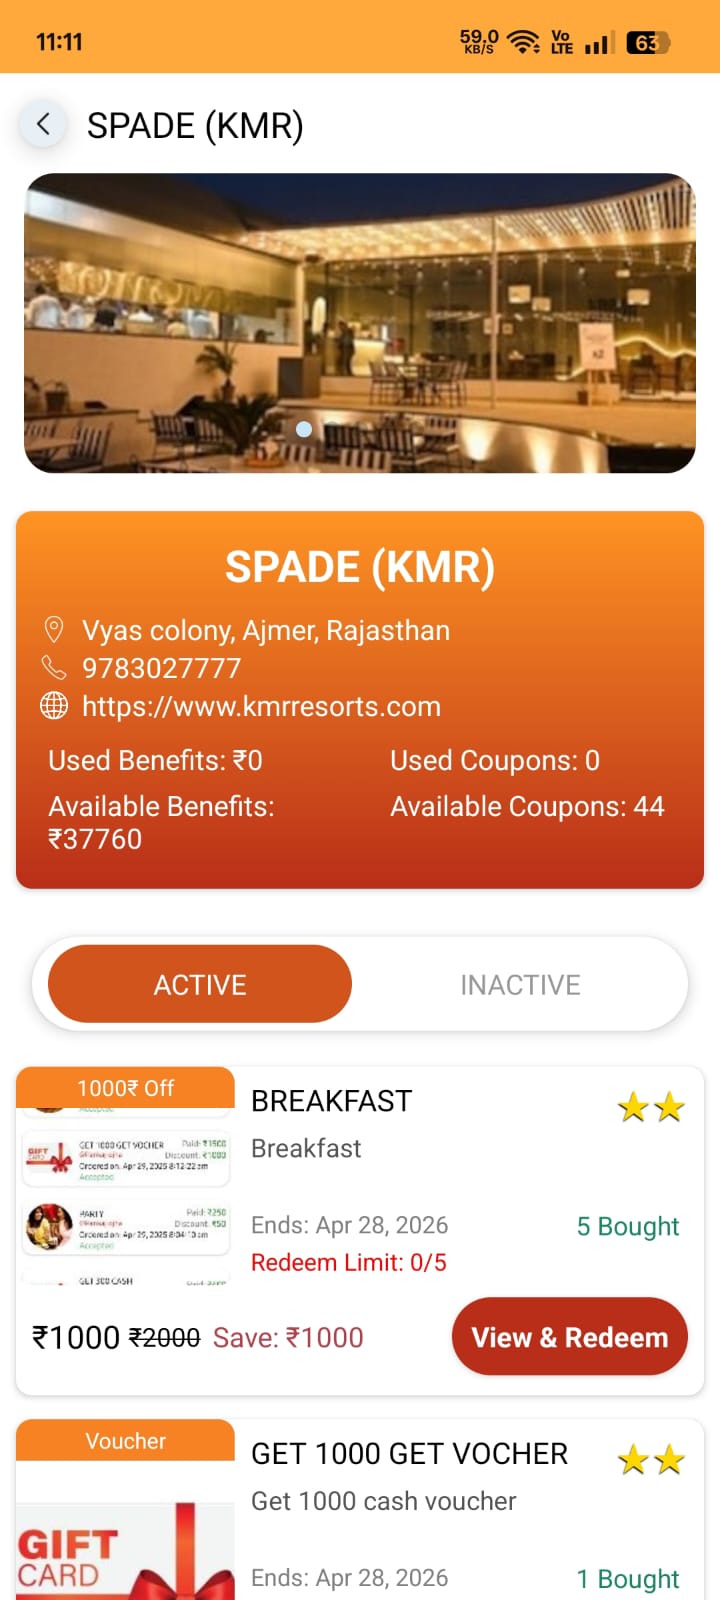 11:11
59.0 KB/S
Vo LTE
63
SPADE (KMR)
SPADE (KMR)
Vyas colony, Ajmer, Rajasthan
9783027777
https://www.kmrresorts.com
Used Benefits: ₹0
Used Coupons: 0
Available Benefits: ₹37760
Available Coupons: 44
ACTIVE
INACTIVE
1000₹ Off
Accepted
GET 1000 GET VOCHER
Paid: ₹1500
Discount: ₹1000
Ordered on: Apr 29, 2025 8:12:22 am
Accepted
PARTY
Paid: ₹250
Discount: ₹50
Ordered on: Apr 29, 2025 8:04:10 am
Accepted
GET 300 CASH
BREAKFAST
Breakfast
Ends: Apr 28, 2026
5 Bought
Redeem Limit: 0/5
₹1000 ₹2000 Save: ₹1000
View & Redeem
Voucher
GIFT
CARD
GET 1000 GET VOCHER
Get 1000 cash voucher
Ends: Apr 28, 2026
1 Bought